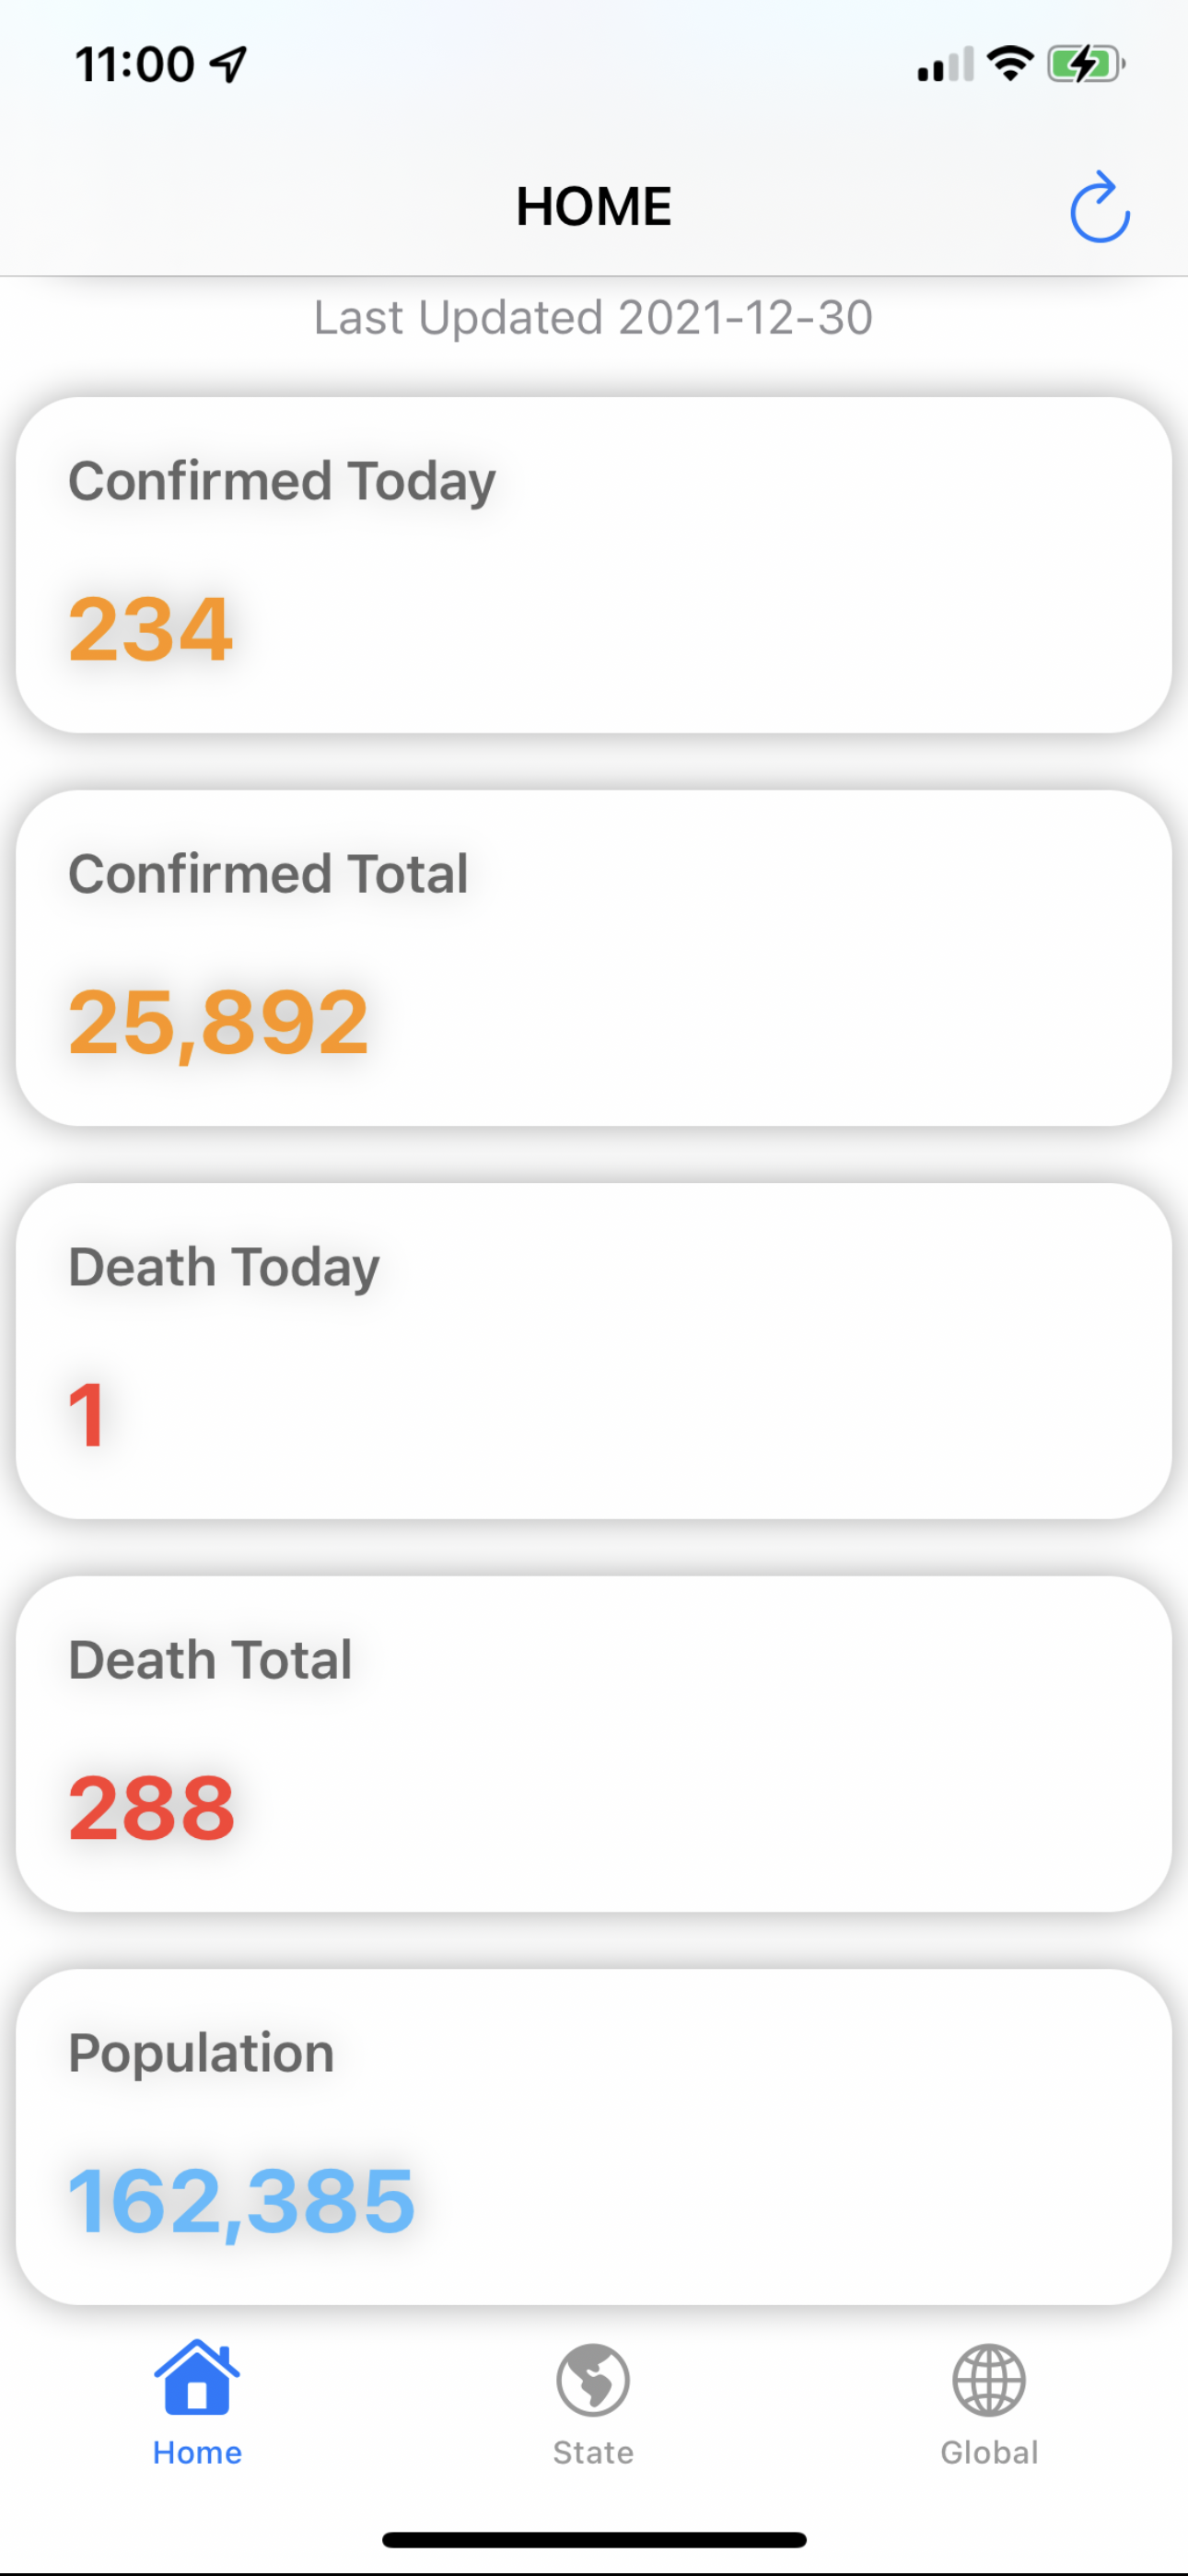 11:00
HOME
Last Updated 2021-12-30
Confirmed Today
234
Confirmed Total
25,892
Death Today
1
Death Total
288
Population
162,385
Home
State
Global